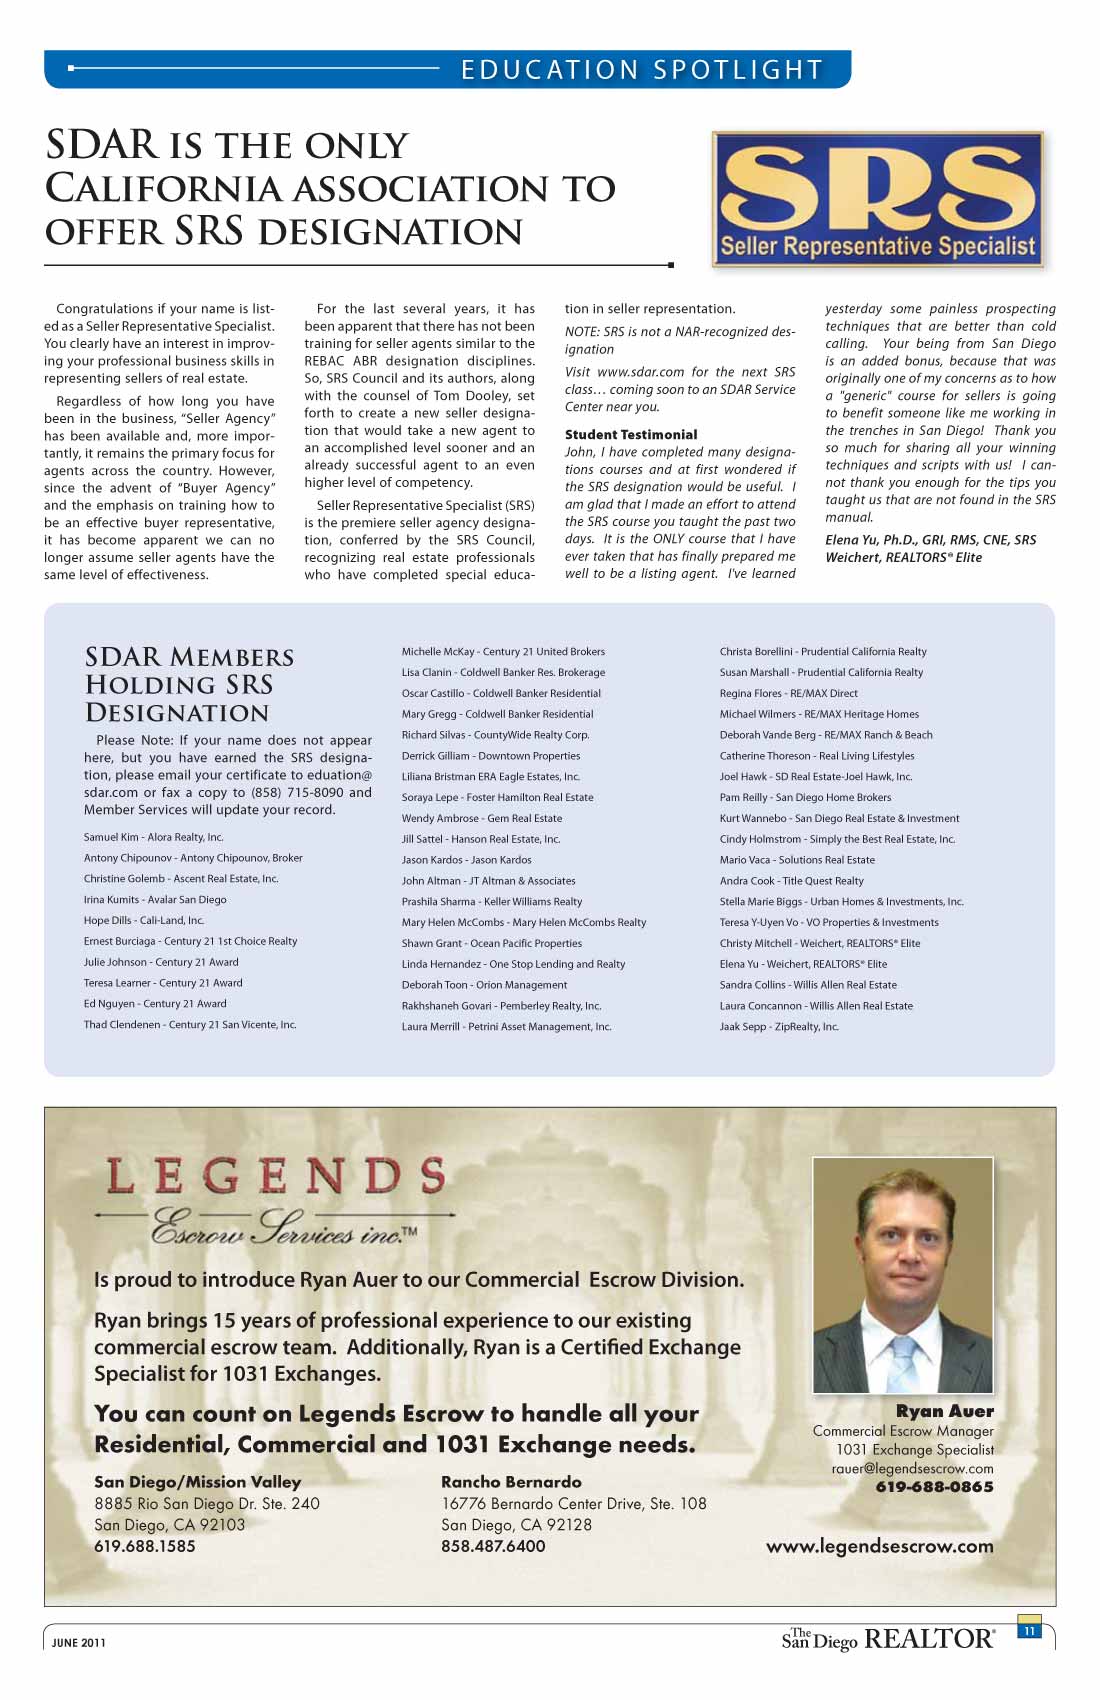 EDUCATION SPOTLIGHT
SDAR IS THE ONLY
CALIFORNIA ASSOCIATION TO
OFFER SRS DESIGNATION
SRS
Seller Representative Specialist
Congratulations if your name is list-
ed as a Seller Representative Specialist.
You clearly have an interest in improv-
ing your professional business skills in
representing sellers of real estate.
Regardless of how long you have
been in the business, “Seller Agency”
has been available and, more impor-
tantly, it remains the primary focus for
agents across the country. However,
since the advent of “Buyer Agency”
and the emphasis on training how to
be an effective buyer representative,
it has become apparent we can no
longer assume seller agents have the
same level of effectiveness.
For the last several years, it has
been apparent that there has not been
training for seller agents similar to the
REBAC ABR designation disciplines.
So, SRS Council and its authors, along
with the counsel of Tom Dooley, set
forth to create a new seller designa-
tion that would take a new agent to
an accomplished level sooner and an
already successful agent to an even
higher level of competency.
Seller Representative Specialist (SRS)
is the premiere seller agency designa-
tion, conferred by the SRS Council,
recognizing real estate professionals
who have completed special educa-
tion in seller representation.
NOTE: SRS is not a NAR-recognized des-
ignation
Visit www.sdar.com for the next SRS
class… coming soon to an SDAR Service
Center near you.
Student Testimonial
John, I have completed many designa-
tions courses and at first wondered if
the SRS designation would be useful. I
am glad that I made an effort to attend
the SRS course you taught the past two
days. It is the ONLY course that I have
ever taken that has finally prepared me
well to be a listing agent. I've learned
yesterday some painless prospecting
techniques that are better than cold
calling. Your being from San Diego
is an added bonus, because that was
originally one of my concerns as to how
a "generic" course for sellers is going
to benefit someone like me working in
the trenches in San Diego! Thank you
so much for sharing all your winning
techniques and scripts with us! I can-
not thank you enough for the tips you
taught us that are not found in the SRS
manual.
Elena Yu, Ph.D., GRI, RMS, CNE, SRS
Weichert, REALTORS® Elite
SDAR MEMBERS
HOLDING SRS
DESIGNATION
Please Note: If your name does not appear
here, but you have earned the SRS designa-
tion, please email your certificate to eduation@
sdar.com or fax a copy to (858) 715-8090 and
Member Services will update your record.
Samuel Kim - Alora Realty, Inc.
Antony Chipounov - Antony Chipounov, Broker
Christine Golemb - Ascent Real Estate, Inc.
Irina Kumits - Avalar San Diego
Hope Dills - Cali-Land, Inc.
Ernest Burciaga - Century 21 1st Choice Realty
Julie Johnson - Century 21 Award
Teresa Learner - Century 21 Award
Ed Nguyen - Century 21 Award
Thad Clendenen - Century 21 San Vicente, Inc.
Michelle McKay - Century 21 United Brokers
Lisa Clanin - Coldwell Banker Res. Brokerage
Oscar Castillo - Coldwell Banker Residential
Mary Gregg - Coldwell Banker Residential
Richard Silvas - CountyWide Realty Corp.
Derrick Gilliam - Downtown Properties
Liliana Bristman ERA Eagle Estates, Inc.
Soraya Lepe - Foster Hamilton Real Estate
Wendy Ambrose - Gem Real Estate
Jill Sattel - Hanson Real Estate, Inc.
Jason Kardos - Jason Kardos
John Altman - JT Altman & Associates
Prashila Sharma - Keller Williams Realty
Mary Helen McCombs - Mary Helen McCombs Realty
Shawn Grant - Ocean Pacific Properties
Linda Hernandez - One Stop Lending and Realty
Deborah Toon - Orion Management
Rakhshaneh Govari - Pemberley Realty, Inc.
Laura Merrill - Petrini Asset Management, Inc.
Christa Borellini - Prudential California Realty
Susan Marshall - Prudential California Realty
Regina Flores - RE/MAX Direct
Michael Wilmers - RE/MAX Heritage Homes
Deborah Vande Berg - RE/MAX Ranch & Beach
Catherine Thoreson - Real Living Lifestyles
Joel Hawk - SD Real Estate-Joel Hawk, Inc.
Pam Reilly - San Diego Home Brokers
Kurt Wannebo - San Diego Real Estate & Investment
Cindy Holmstrom - Simply the Best Real Estate, Inc.
Mario Vaca - Solutions Real Estate
Andra Cook - Title Quest Realty
Stella Marie Biggs - Urban Homes & Investments, Inc.
Teresa Y-Uyen Vo - VO Properties & Investments
Christy Mitchell - Weichert, REALTORS® Elite
Elena Yu - Weichert, REALTORS® Elite
Sandra Collins - Willis Allen Real Estate
Laura Concannon - Willis Allen Real Estate
Jaak Sepp - ZipRealty, Inc.
LEGENDS
Escrow Services inc.™
Is proud to introduce Ryan Auer to our Commercial Escrow Division.
Ryan brings 15 years of professional experience to our existing
commercial escrow team. Additionally, Ryan is a Certified Exchange
Specialist for 1031 Exchanges.
You can count on Legends Escrow to handle all your
Residential, Commercial and 1031 Exchange needs.
San Diego/Mission Valley
8885 Rio San Diego Dr. Ste. 240
San Diego, CA 92103
619.688.1585
Rancho Bernardo
16776 Bernardo Center Drive, Ste. 108
San Diego, CA 92128
858.487.6400
Ryan Auer
Commercial Escrow Manager
1031 Exchange Specialist
rauer@legendsescrow.com
619-688-0865
www.legendsescrow.com
JUNE 2011
The San Diego REALTOR®
11